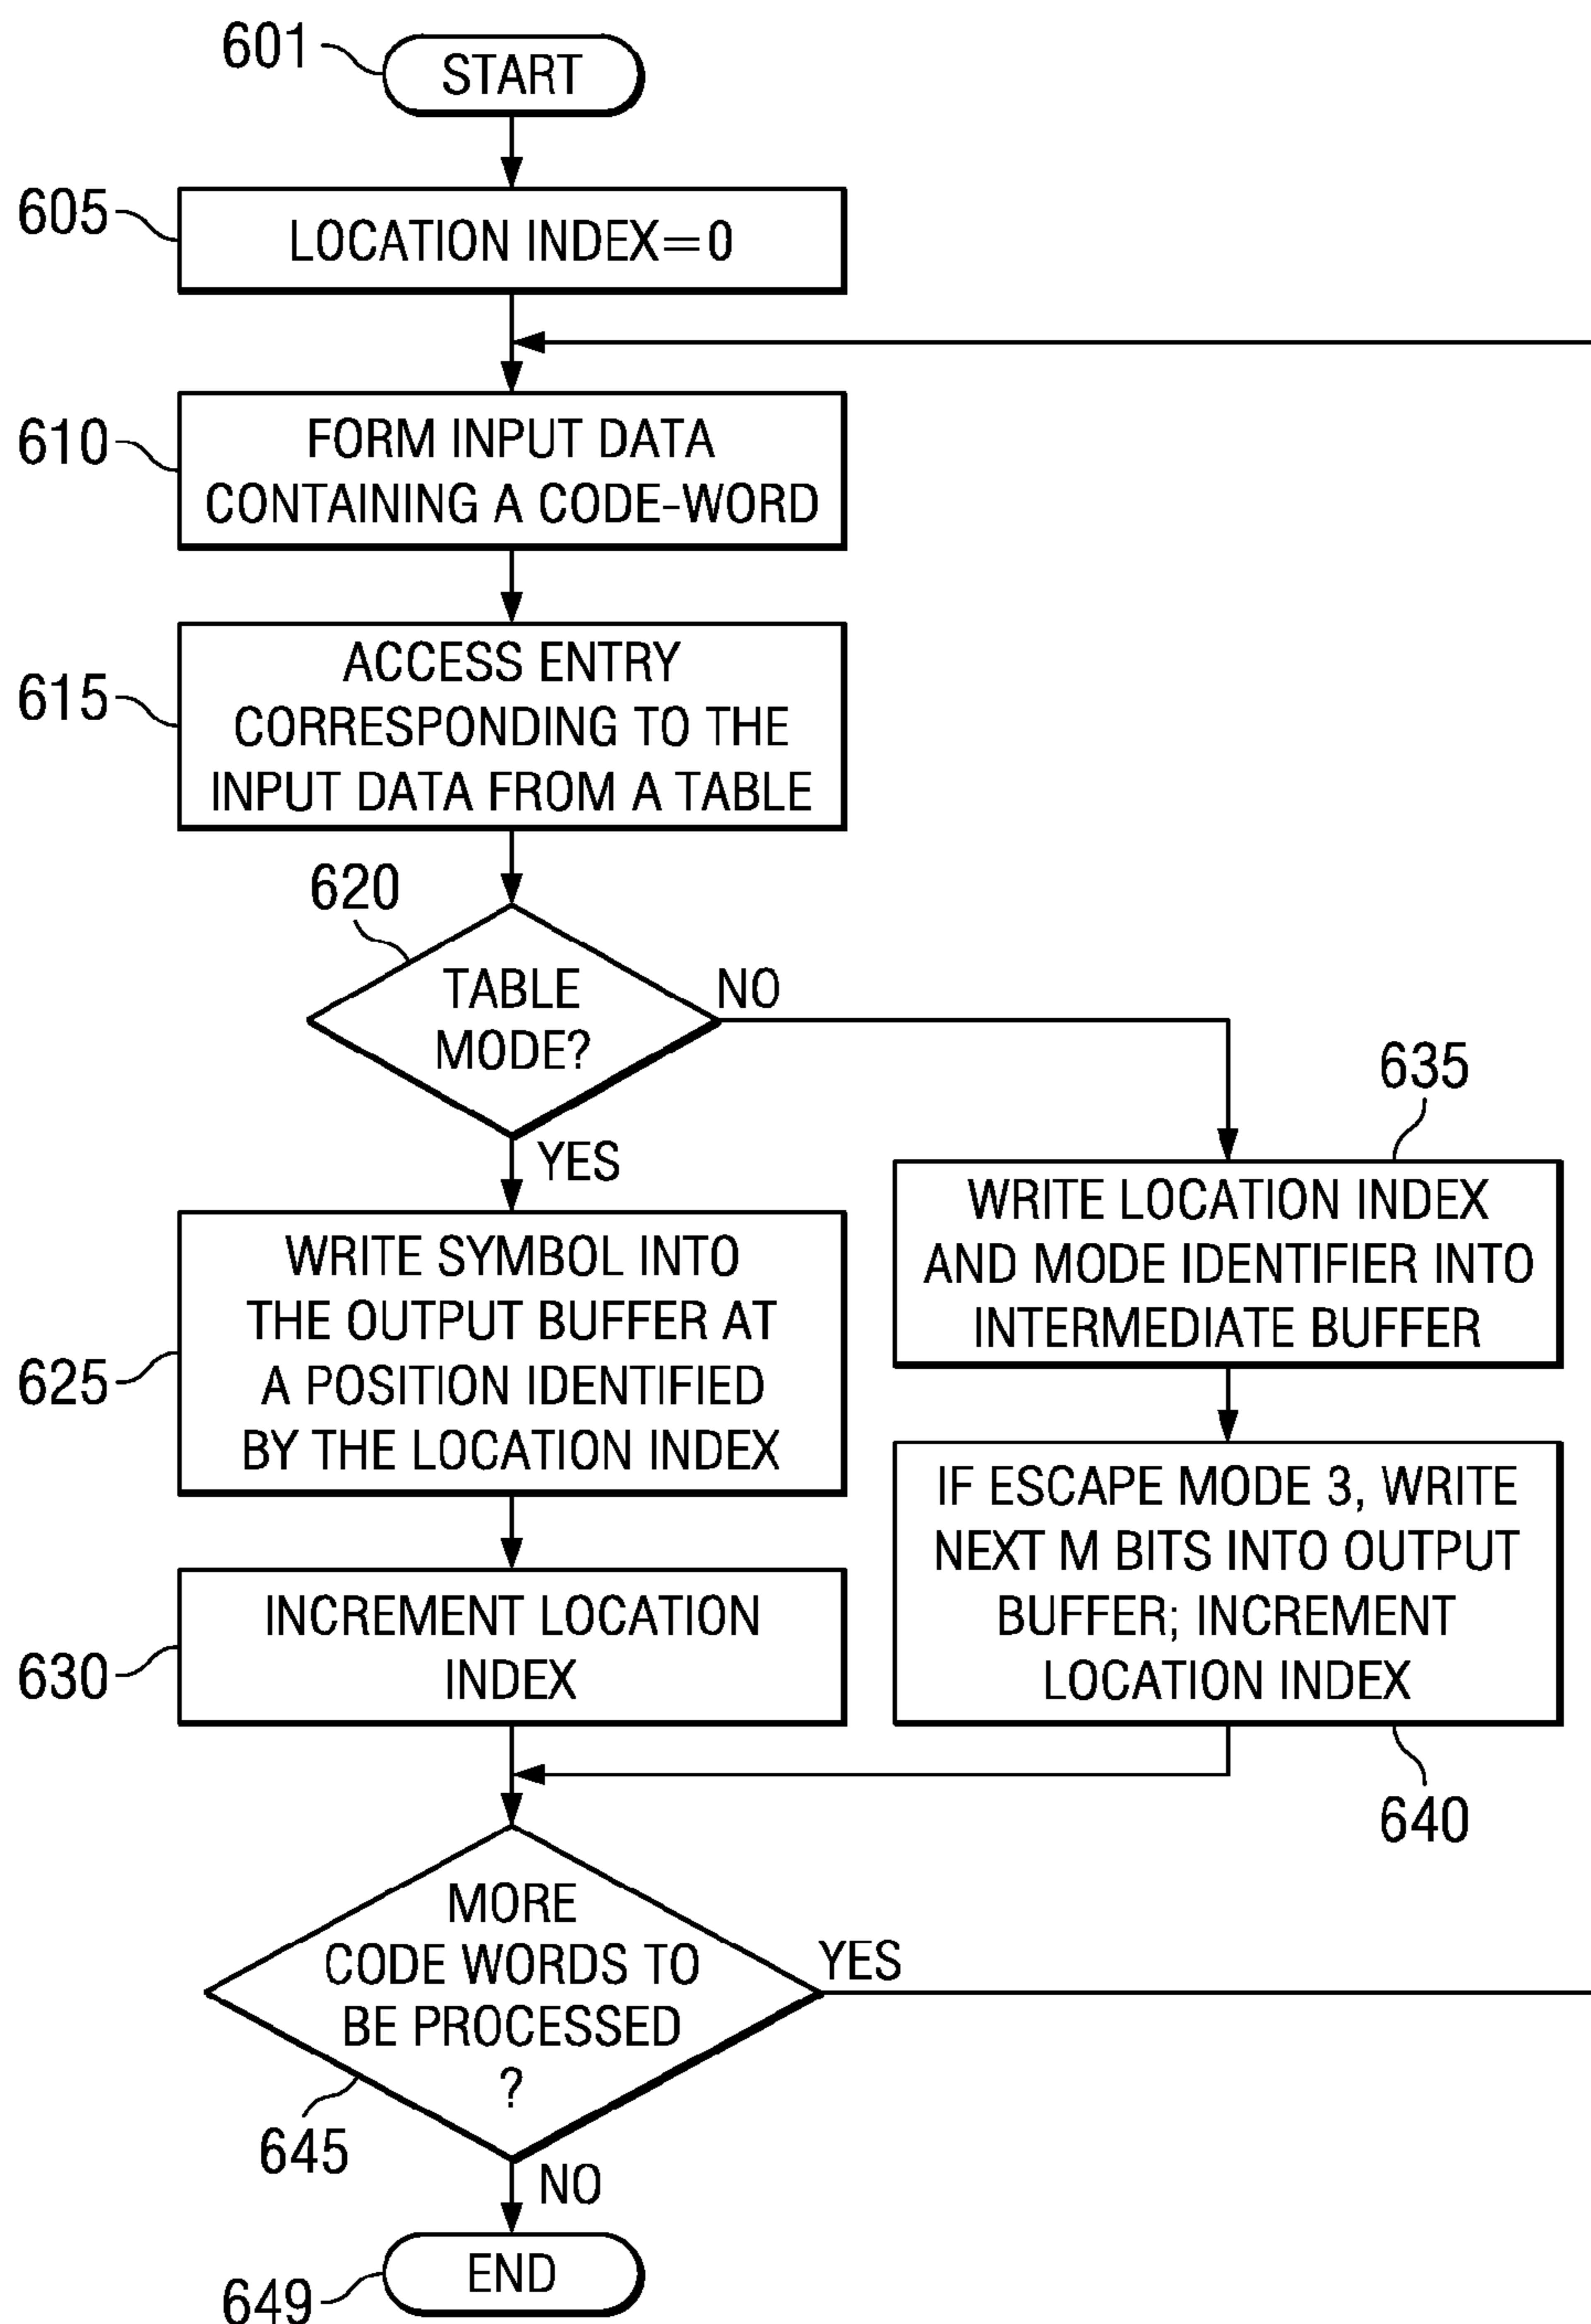 601
START
605
LOCATION INDEX=0
610
FORM INPUT DATA
CONTAINING A CODE-WORD
615
ACCESS ENTRY
CORRESPONDING TO THE
INPUT DATA FROM A TABLE
620
TABLE
MODE?
NO
YES
625
WRITE SYMBOL INTO
THE OUTPUT BUFFER AT
A POSITION IDENTIFIED
BY THE LOCATION INDEX
630
INCREMENT LOCATION
INDEX
635
WRITE LOCATION INDEX
AND MODE IDENTIFIER INTO
INTERMEDIATE BUFFER
IF ESCAPE MODE 3, WRITE
NEXT M BITS INTO OUTPUT
BUFFER; INCREMENT
LOCATION INDEX
640
MORE
CODE WORDS TO
BE PROCESSED
?
YES
645
NO
END
649